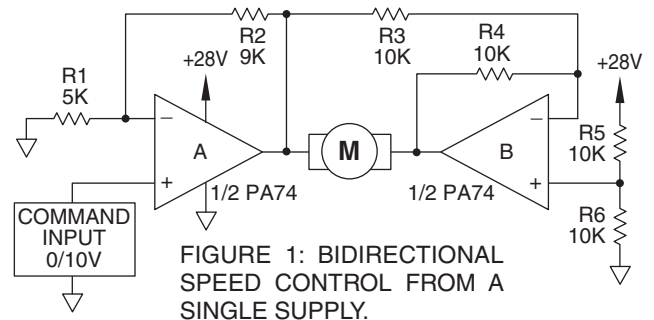 R2
9K
R3
10K
R4
10K
+28V
+28V
R1
5K
R5
10K
–
+
A
M
–
+
B
1/2 PA74
1/2 PA74
R6
10K
COMMAND
INPUT
0/10V
FIGURE 1: BIDIRECTIONAL
SPEED CONTROL FROM A
SINGLE SUPPLY.